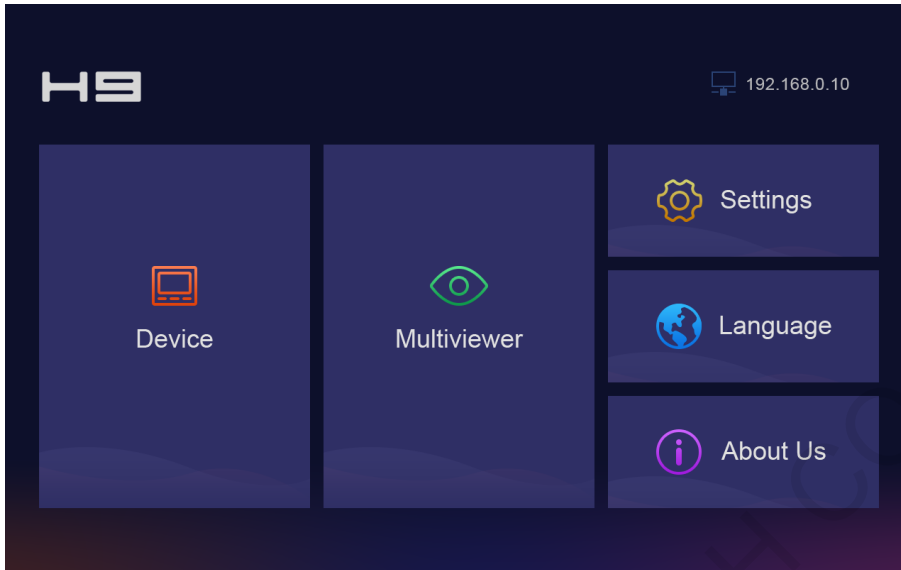 H9
192.168.0.10
Device
Multiviewer
Settings
Language
About Us